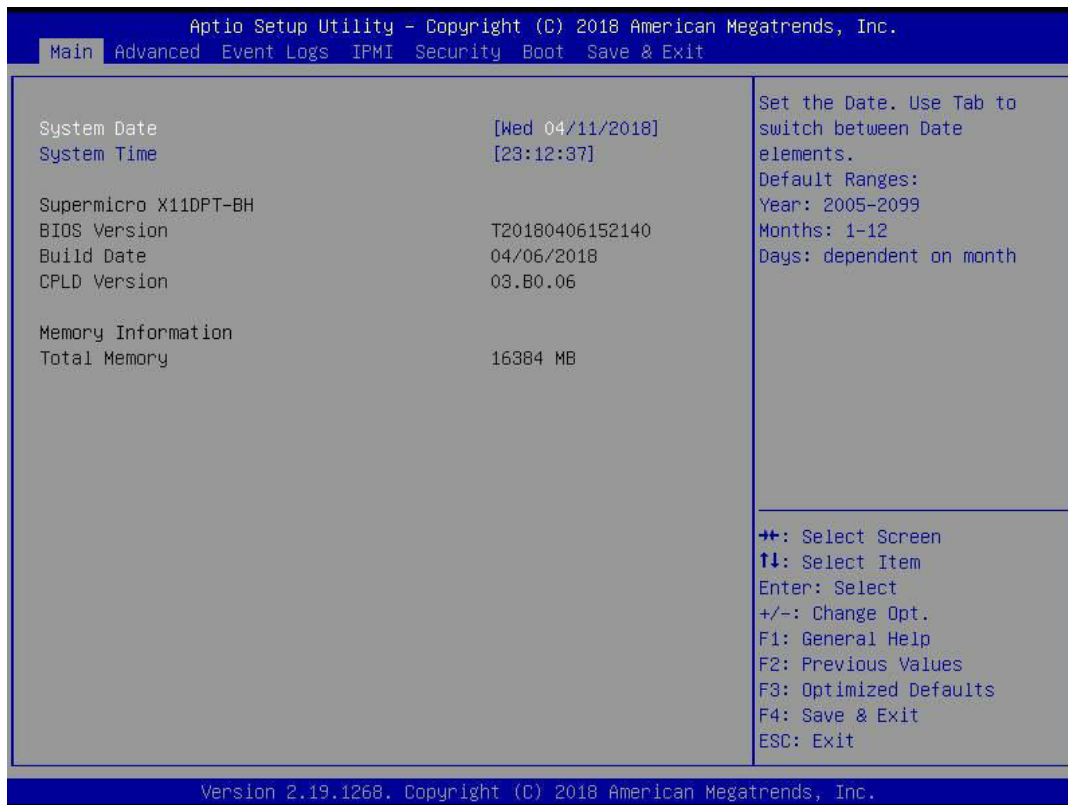 Aptio Setup Utility – Copyright (C) 2018 American Megatrends, Inc.
Main Advanced Event Logs IPMI Security Boot Save & Exit
System Date [Wed 04/11/2018]
System Time [23:12:37]
Supermicro X11DPT-BH
BIOS Version T20180406152140
Build Date 04/06/2018
CPLD Version 03.B0.06
Memory Information
Total Memory 16384 MB
Set the Date. Use Tab to
switch between Date
elements.
Default Ranges:
Year: 2005-2099
Months: 1-12
Days: dependent on month
→←: Select Screen
↑↓: Select Item
Enter: Select
+/-: Change Opt.
F1: General Help
F2: Previous Values
F3: Optimized Defaults
F4: Save & Exit
ESC: Exit
Version 2.19.1268. Copyright (C) 2018 American Megatrends, Inc.